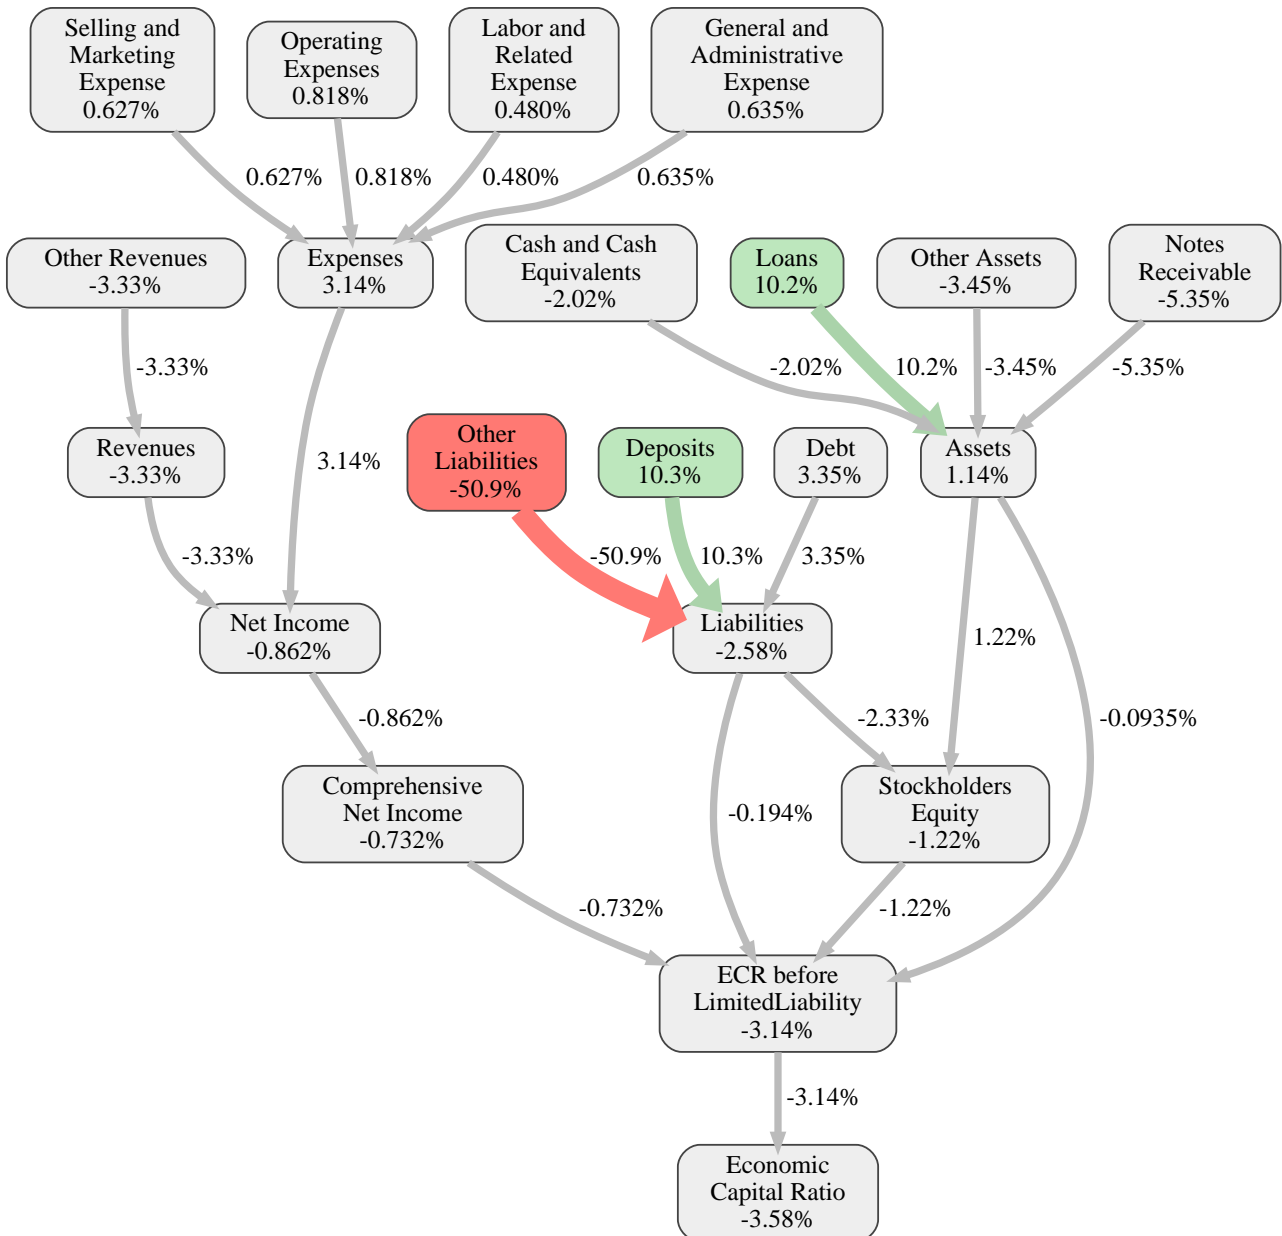 Selling and
Marketing
Expense
0.627%
Operating
Expenses
0.818%
Labor and
Related
Expense
0.480%
General and
Administrative
Expense
0.635%
0.627%
0.818%
0.480%
0.635%
Other Revenues
-3.33%
Expenses
3.14%
Cash and Cash
Equivalents
-2.02%
Loans
10.2%
Other Assets
-3.45%
Notes
Receivable
-5.35%
-3.33%
-2.02%
10.2%
-3.45%
-5.35%
Revenues
-3.33%
3.14%
Other
Liabilities
-50.9%
Deposits
10.3%
Debt
3.35%
Assets
1.14%
-3.33%
-50.9%
10.3%
3.35%
Net Income
-0.862%
Liabilities
-2.58%
1.22%
-0.862%
-2.33%
-0.0935%
Comprehensive
Net Income
-0.732%
-0.194%
Stockholders
Equity
-1.22%
-0.732%
-1.22%
ECR before
LimitedLiability
-3.14%
-3.14%
Economic
Capital Ratio
-3.58%